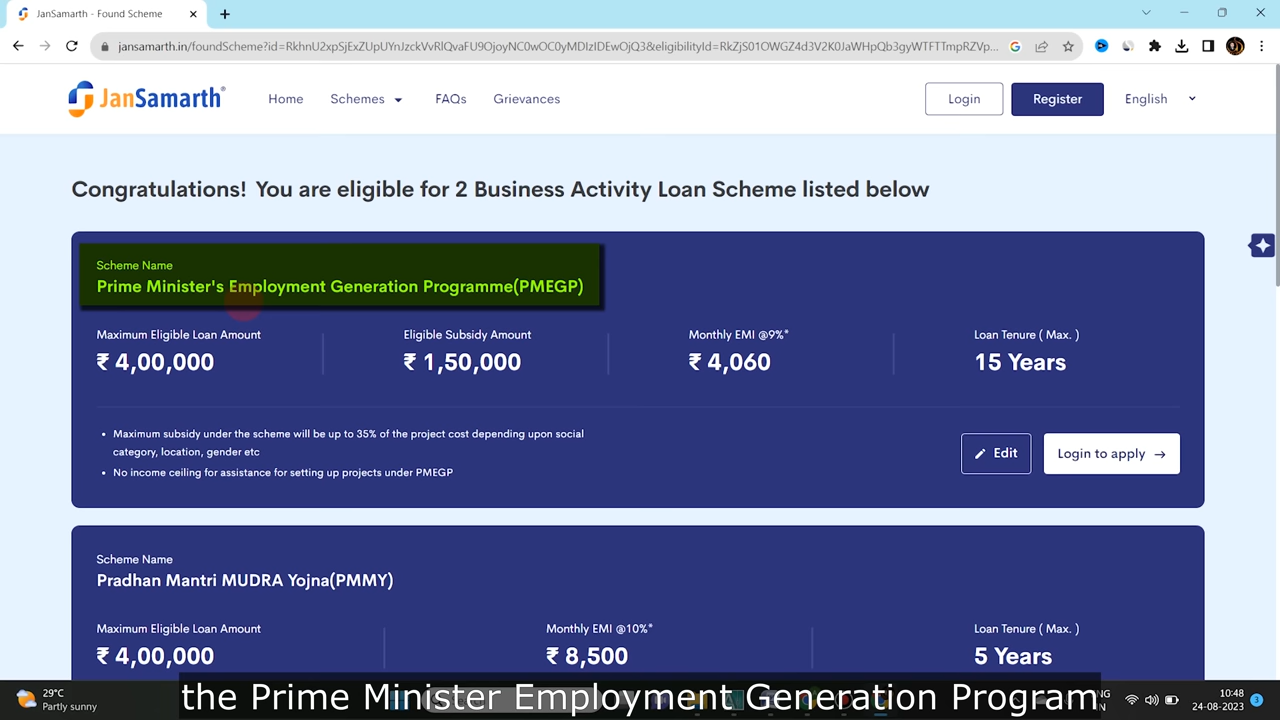 JanSamarth - Found Scheme
jansamarth.in/foundScheme?id=RkhnU2xpSjExZUpUYnJzckVvRlQvaFU9OjoyNC0wOC0yMDIzIDEwOjQ3&eligibilityId=RkZjS01OWGZ4d3V2K0JaWHpQb3gyWTFTTmpRZVp...
JanSamarth®
Home
Schemes
FAQs
Grievances
Login
Register
English
Congratulations! You are eligible for 2 Business Activity Loan Scheme listed below
Scheme Name
Prime Minister's Employment Generation Programme(PMEGP)
Maximum Eligible Loan Amount
Eligible Subsidy Amount
Monthly EMI @9%*
Loan Tenure ( Max. )
₹ 4,00,000
₹ 1,50,000
₹ 4,060
15 Years
• Maximum subsidy under the scheme will be up to 35% of the project cost depending upon social
category, location, gender etc
• No income ceiling for assistance for setting up projects under PMEGP
Edit
Login to apply →
Scheme Name
Pradhan Mantri MUDRA Yojna(PMMY)
Maximum Eligible Loan Amount
Monthly EMI @10%*
Loan Tenure ( Max. )
₹ 4,00,000
₹ 8,500
5 Years
29°C
Partly sunny
the Prime Minister Employment Generation Program
10:48
24-08-2023
3